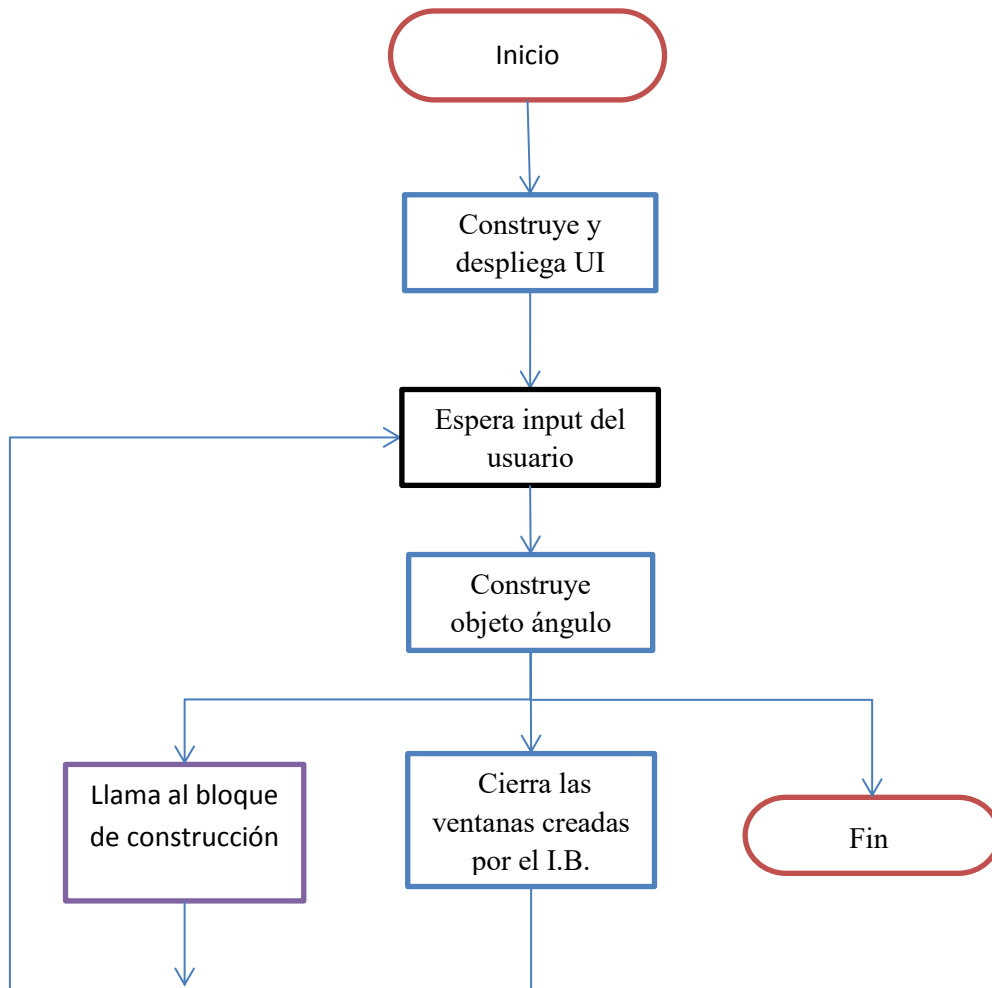 Inicio
Construye y
despliega UI
Espera input del
usuario
Construye
objeto ángulo
Llama al bloque
de construcción
Cierra las
ventanas creadas
por el I.B.
Fin